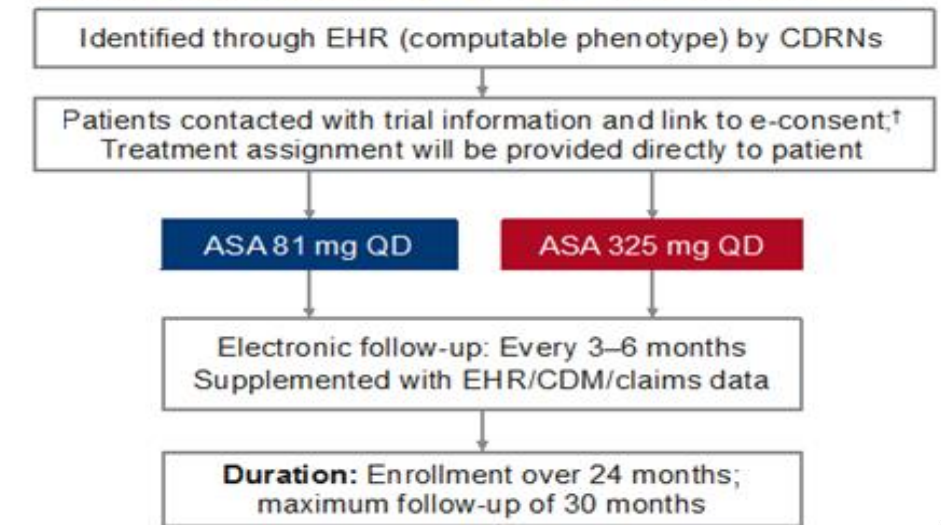 Identified through EHR (computable phenotype) by CDRNs
Patients contacted with trial information and link to e-consent;†
Treatment assignment will be provided directly to patient
ASA 81 mg QD
ASA 325 mg QD
Electronic follow-up: Every 3–6 months
Supplemented with EHR/CDM/claims data
Duration: Enrollment over 24 months;
maximum follow-up of 30 months